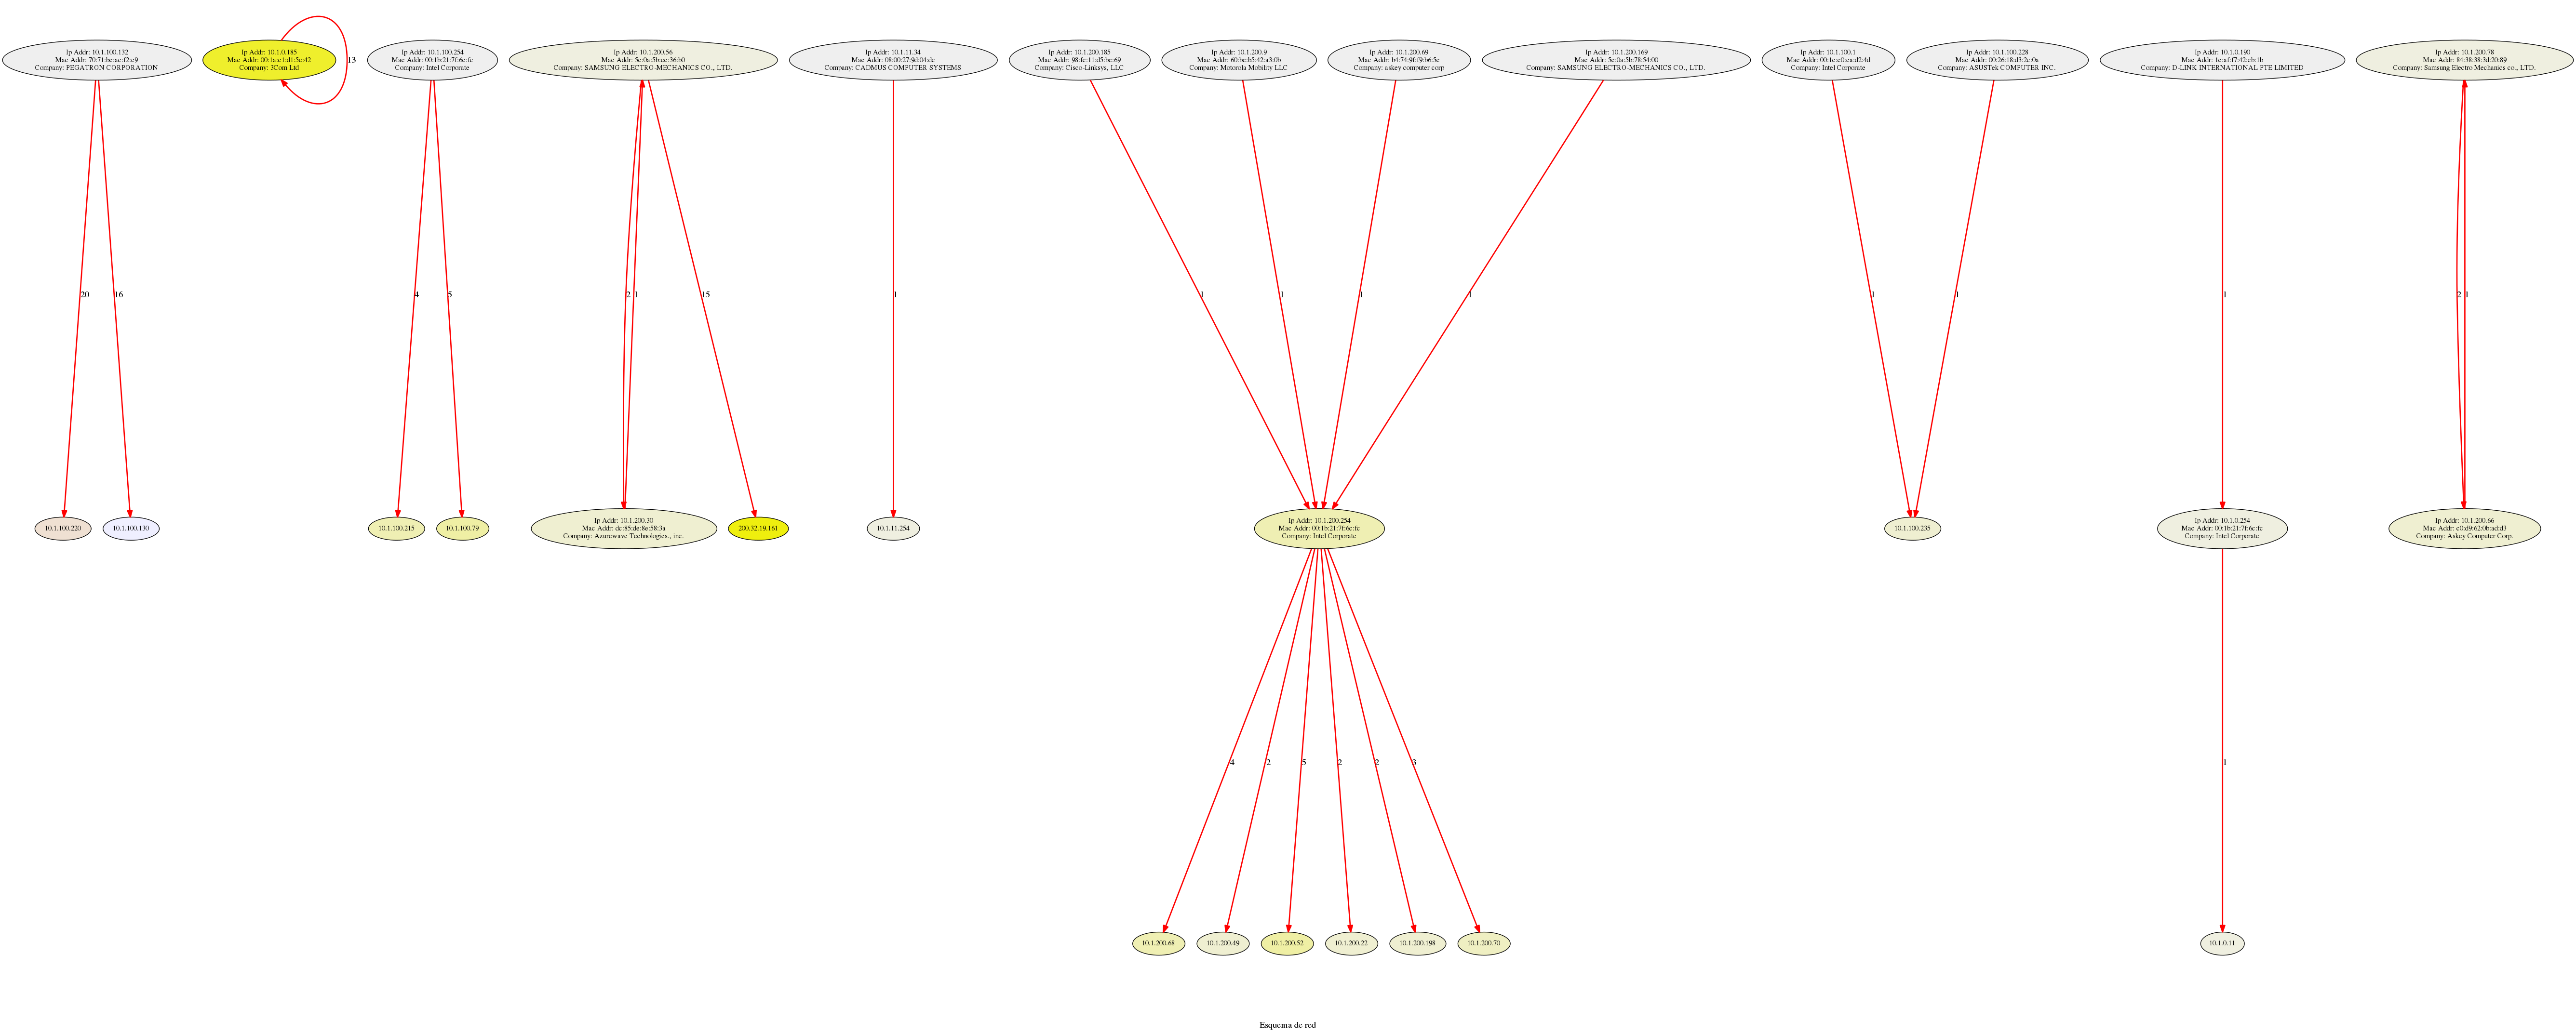 Ip Addr: 10.1.100.132
Mac Addr: 70:71:bc:ac:f2:e9
Company: PEGATRON CORPORATION
Ip Addr: 10.1.0.185
Mac Addr: 00:1a:c1:d1:5e:42
Company: 3Com Ltd
13
Ip Addr: 10.1.100.254
Mac Addr: 00:1b:21:7f:6c:fc
Company: Intel Corporate
Ip Addr: 10.1.200.56
Mac Addr: 5c:0a:5b:ec:36:b0
Company: SAMSUNG ELECTRO-MECHANICS CO., LTD.
Ip Addr: 10.1.11.34
Mac Addr: 08:00:27:9d:04:dc
Company: CADMUS COMPUTER SYSTEMS
Ip Addr: 10.1.200.185
Mac Addr: 98:fc:11:d5:be:69
Company: Cisco-Linksys, LLC
Ip Addr: 10.1.200.9
Mac Addr: 60:be:b5:42:a3:0b
Company: Motorola Mobility LLC
Ip Addr: 10.1.200.69
Mac Addr: b4:74:9f:f9:b6:5c
Company: askey computer corp
Ip Addr: 10.1.200.169
Mac Addr: 5c:0a:5b:78:54:00
Company: SAMSUNG ELECTRO-MECHANICS CO., LTD.
Ip Addr: 10.1.100.1
Mac Addr: 00:1c:c0:ea:d2:4d
Company: Intel Corporate
Ip Addr: 10.1.100.228
Mac Addr: 00:26:18:d3:2c:0a
Company: ASUSTek COMPUTER INC.
Ip Addr: 10.1.0.190
Mac Addr: 1c:af:f7:42:cb:1b
Company: D-LINK INTERNATIONAL PTE LIMITED
Ip Addr: 10.1.200.78
Mac Addr: 84:38:38:3d:20:89
Company: Samsung Electro Mechanics co., LTD.
20
16
4
5
2
1
15
1
1
1
1
1
1
1
1
2
1
10.1.100.220
10.1.100.130
10.1.100.215
10.1.100.79
Ip Addr: 10.1.200.30
Mac Addr: dc:85:de:8e:58:3a
Company: Azurewave Technologies., inc.
200.32.19.161
10.1.11.254
Ip Addr: 10.1.200.254
Mac Addr: 00:1b:21:7f:6c:fc
Company: Intel Corporate
10.1.100.235
Ip Addr: 10.1.0.254
Mac Addr: 00:1b:21:7f:6c:fc
Company: Intel Corporate
Ip Addr: 10.1.200.66
Mac Addr: c0:d9:62:0b:ad:d3
Company: Askey Computer Corp.
4
2
5
2
2
3
1
10.1.200.68
10.1.200.49
10.1.200.52
10.1.200.22
10.1.200.198
10.1.200.70
10.1.0.11
Esquema de red